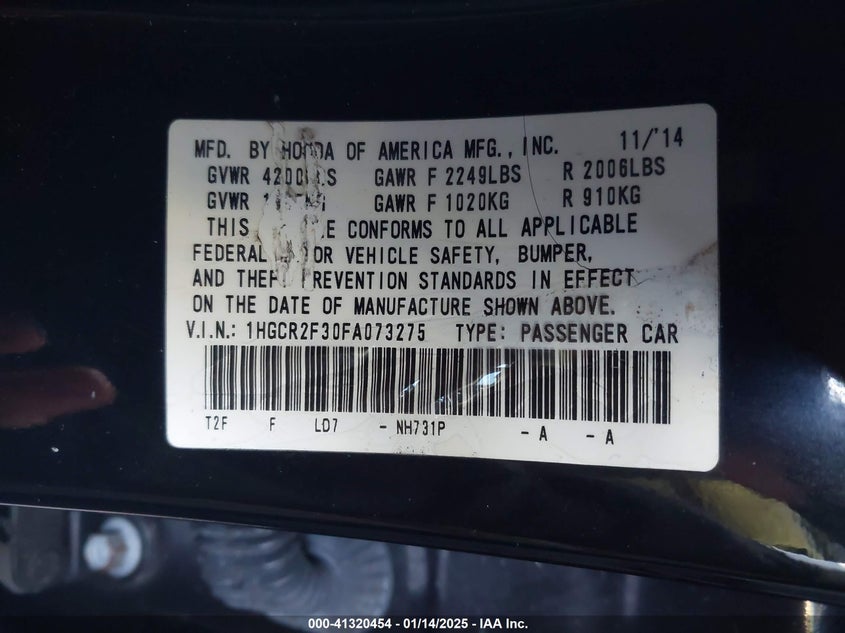 MFD. BY HONDA OF AMERICA MFG., INC. 11/'14
GVWR 4200LBS GAWR F 2249LBS R 2006LBS
GVWR GAWR F 1020KG R 910KG
THIS CONFORMS TO ALL APPLICABLE
FEDERAL VEHICLE SAFETY, BUMPER,
AND THEFT PREVENTION STANDARDS IN EFFECT
ON THE DATE OF MANUFACTURE SHOWN ABOVE.
V.I.N.: 1HGCR2F30FA073275 TYPE: PASSENGER CAR
T2F F LD7 - NH731P - A - A
000-41320454 - 01/14/2025 - IAA Inc.